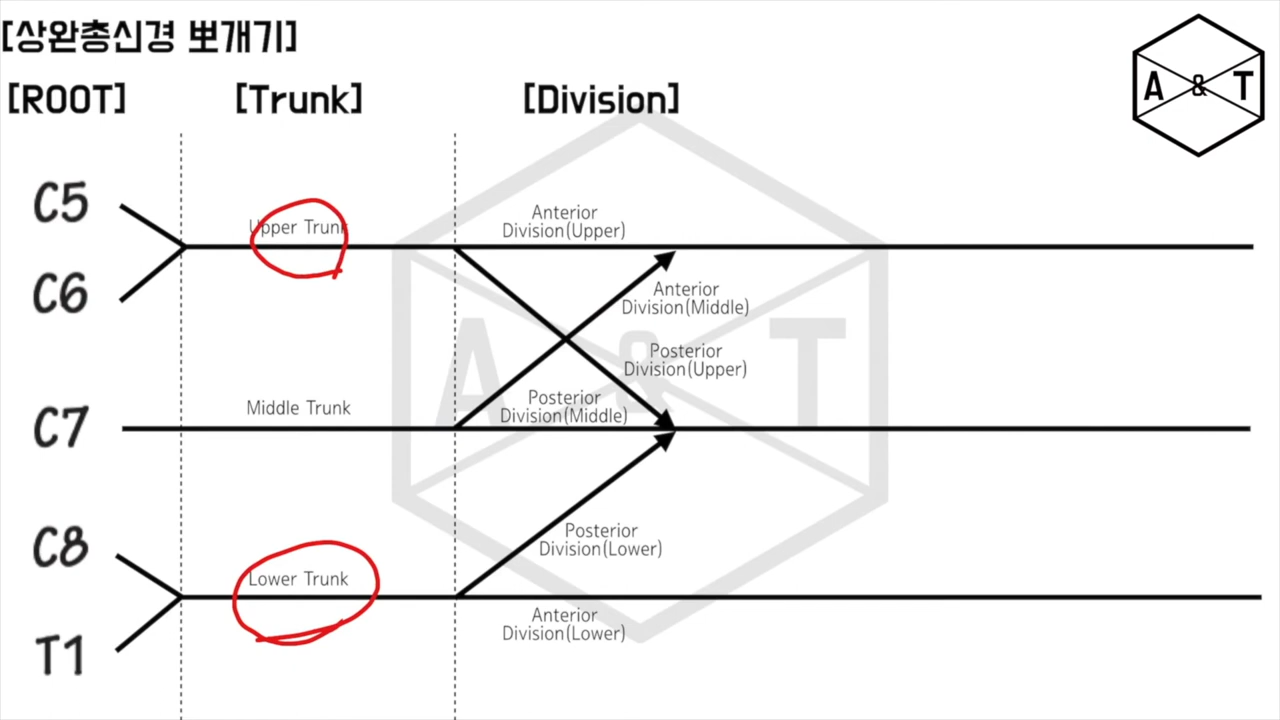 [상완총신경 뽀개기]
[ROOT]
[Trunk]
[Division]
A & T
C5
C6
C7
C8
T1
Upper Trunk
Middle Trunk
Lower Trunk
Anterior
Division(Upper)
Anterior
Division(Middle)
Posterior
Division(Upper)
Posterior
Division(Middle)
Posterior
Division(Lower)
Anterior
Division(Lower)
A & T